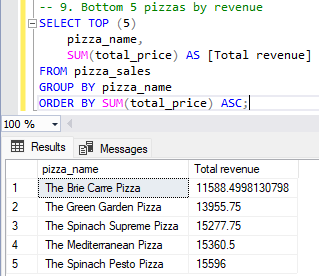 -- 9. Bottom 5 pizzas by revenue
SELECT TOP (5)
pizza_name,
SUM(total_price) AS [Total revenue]
FROM pizza_sales
GROUP BY pizza_name
ORDER BY SUM(total_price) ASC;
100 %
Results Messages
pizza_name Total revenue
1 The Brie Carre Pizza 11588.4998130798
2 The Green Garden Pizza 13955.75
3 The Spinach Supreme Pizza 15277.75
4 The Mediterranean Pizza 15360.5
5 The Spinach Pesto Pizza 15596